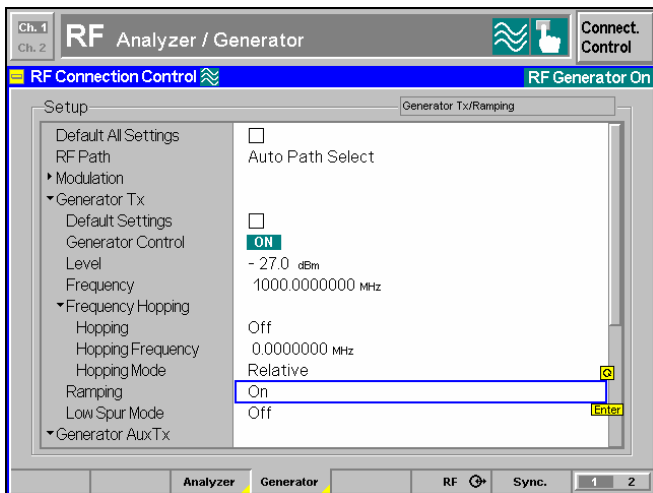 Ch. 1
Ch. 2
RF Analyzer / Generator
Connect.
Control
RF Connection Control
RF Generator On
Setup
Generator Tx/Ramping
Default All Settings
RF Path Auto Path Select
Modulation
Generator Tx
Default Settings
Generator Control ON
Level - 27.0 dBm
Frequency 1000.0000000 MHz
Frequency Hopping
Hopping Off
Hopping Frequency 0.0000000 MHz
Hopping Mode Relative
Ramping On
Enter
Low Spur Mode Off
Generator AuxTx
Analyzer Generator RF Sync. 1 2